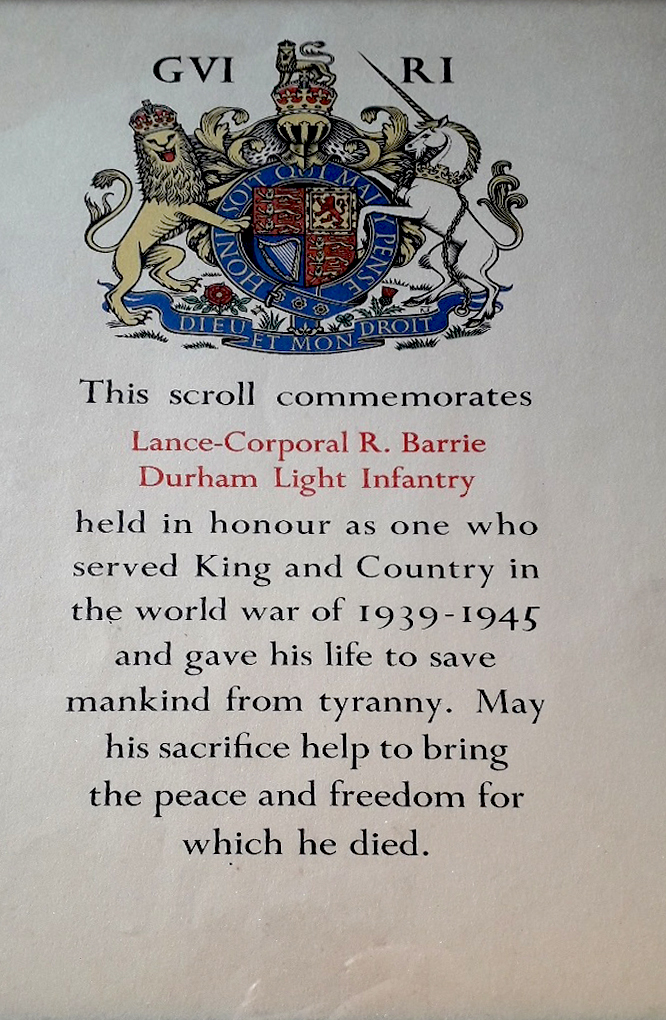 GVI RI
HONI SOIT QUI MAL Y PENSE
DIEU ET MON DROIT
This scroll commemorates
Lance-Corporal R. Barrie
Durham Light Infantry
held in honour as one who
served King and Country in
the world war of 1939-1945
and gave his life to save
mankind from tyranny. May
his sacrifice help to bring
the peace and freedom for
which he died.